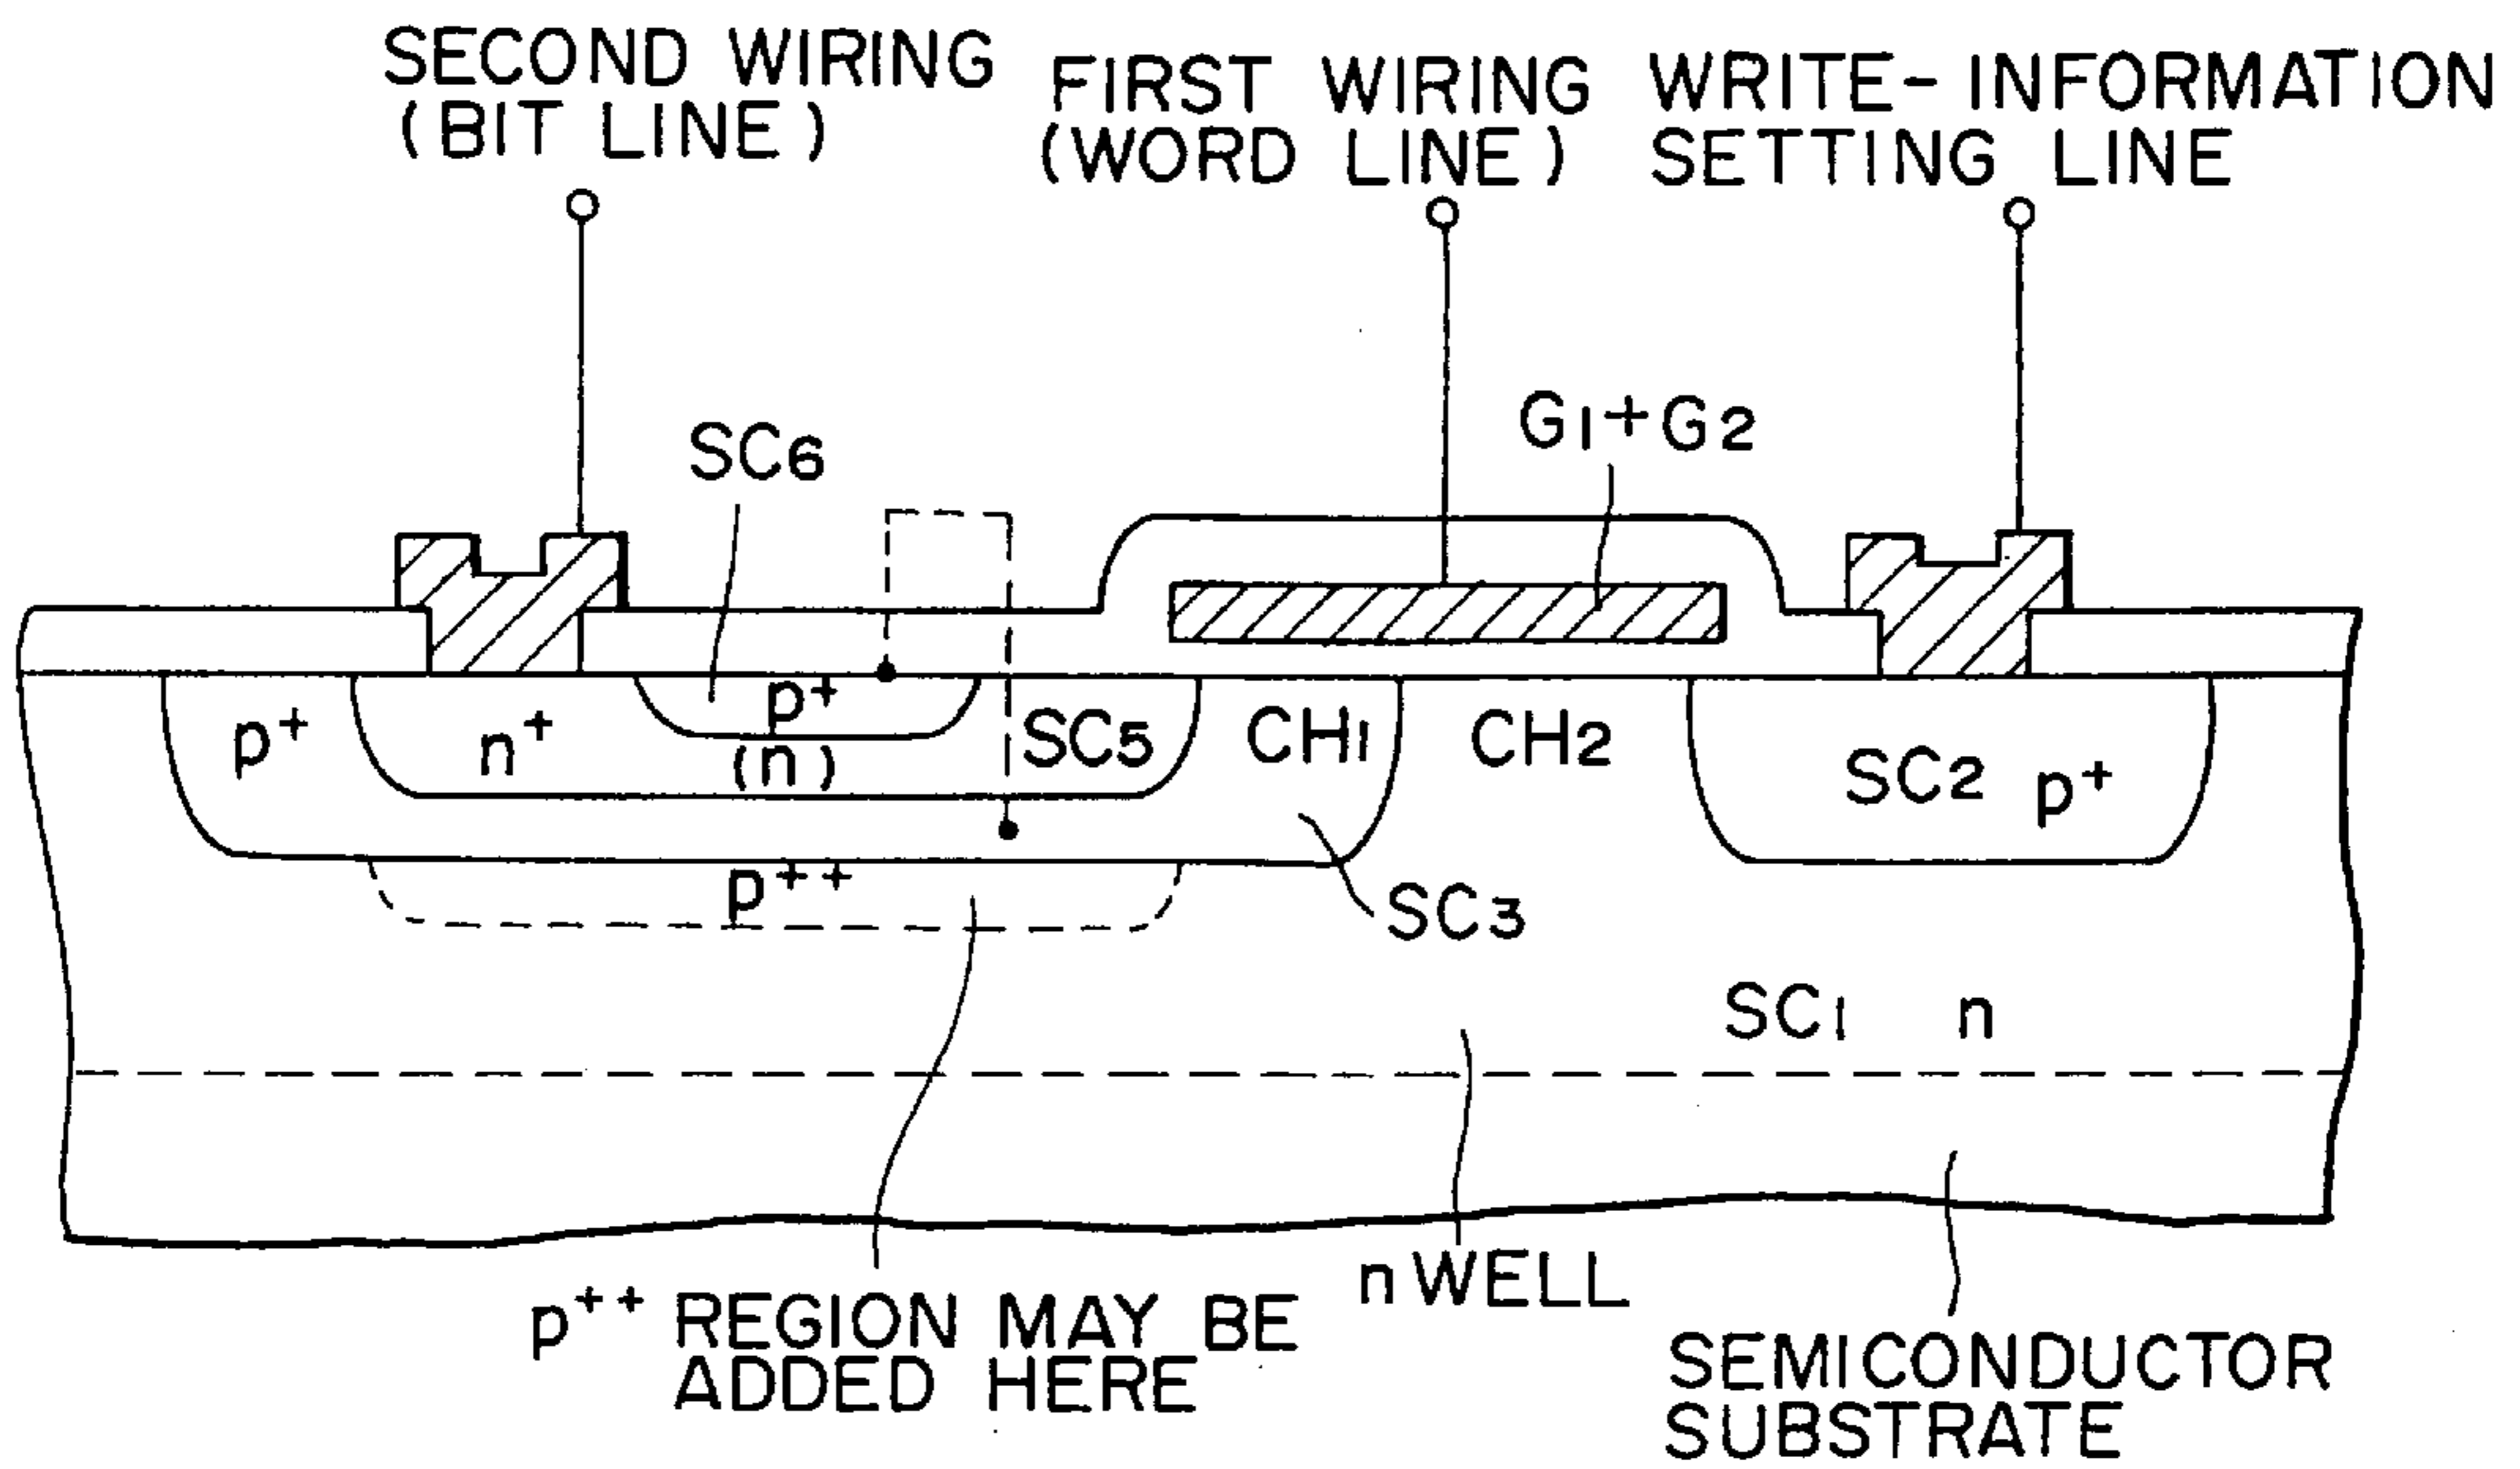 SECOND WIRING
(BIT LINE)
FIRST WIRING
(WORD LINE)
WRITE-INFORMATION
SETTING LINE
SC6
G1+G2
p+
n+
p+
(n)
SC5
CH1
CH2
SC2 p+
p++
SC3
SC1 n
p++ REGION MAY BE
ADDED HERE
n WELL
SEMICONDUCTOR
SUBSTRATE